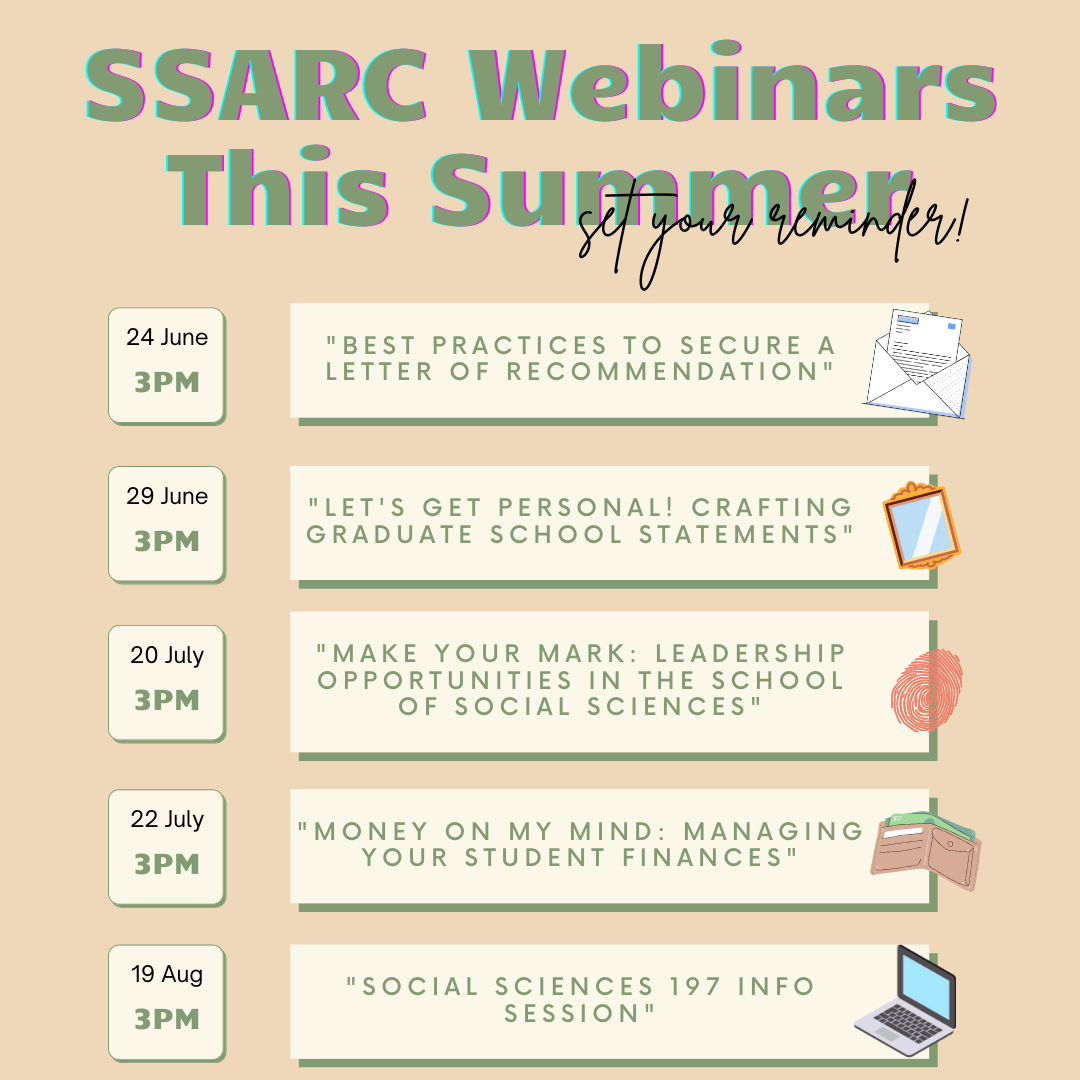 SSARC Webinars
This Summer
set your reminder!
24 June
3PM
"BEST PRACTICES TO SECURE A
LETTER OF RECOMMENDATION"
29 June
3PM
"LET'S GET PERSONAL! CRAFTING
GRADUATE SCHOOL STATEMENTS"
20 July
3PM
"MAKE YOUR MARK: LEADERSHIP
OPPORTUNITIES IN THE SCHOOL
OF SOCIAL SCIENCES"
22 July
3PM
"MONEY ON MY MIND: MANAGING
YOUR STUDENT FINANCES"
19 Aug
3PM
"SOCIAL SCIENCES 197 INFO
SESSION"